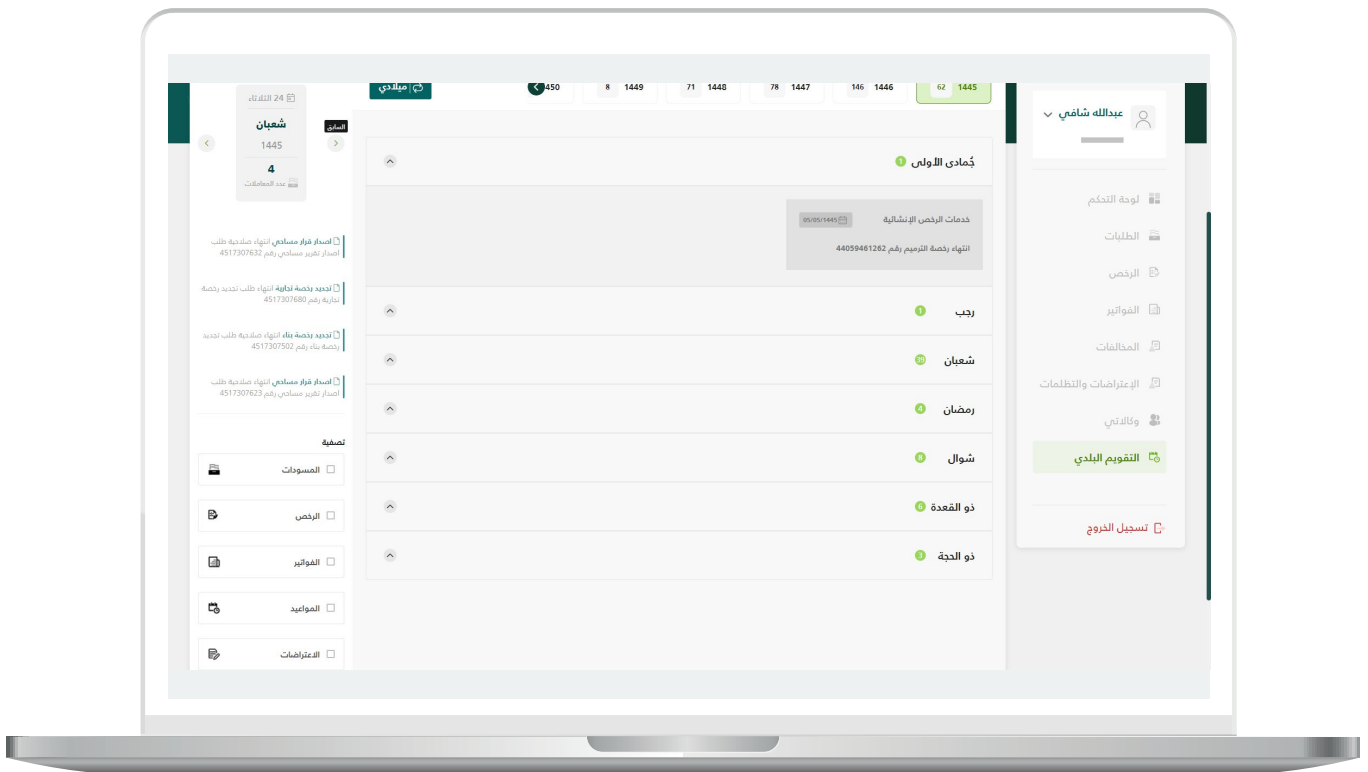 عبدالله شافي
لوحة التحكم
الطلبات
الرخص
الفواتير
المخالفات
الإعتراضات والتظلمات
وكالاتي
التقويم البلدي
تسجيل الخروج
1445 62
1446 146
1447 78
1448 71
1449 8
450
ميلادي
جُمادى الأولى 1
خدمات الرخص الإنشائية 05/05/1445
انتهاء رخصة الترميم رقم 44059461262
رجب 1
شعبان
رمضان 4
شوال 8
ذو القعدة 6
ذو الحجة
24 الثلاثاء
شعبان
1445
4
عدد المعاملات
السابق
اصدار قرار مساحي انتهاء صلاحية طلب
اصدار تقرير مساحي رقم 4517307632
تجديد رخصة تجارية انتهاء طلب تجديد رخصة
تجارية رقم 4517307680
تجديد رخصة بناء انتهاء صلاحية طلب تجديد
رخصة بناء رقم 4517307502
اصدار قرار مساحي انتهاء صلاحية طلب
اصدار تقرير مساحي رقم 4517307623
تصفية
المسودات
الرخص
الفواتير
المواعيد
الاعتراضات